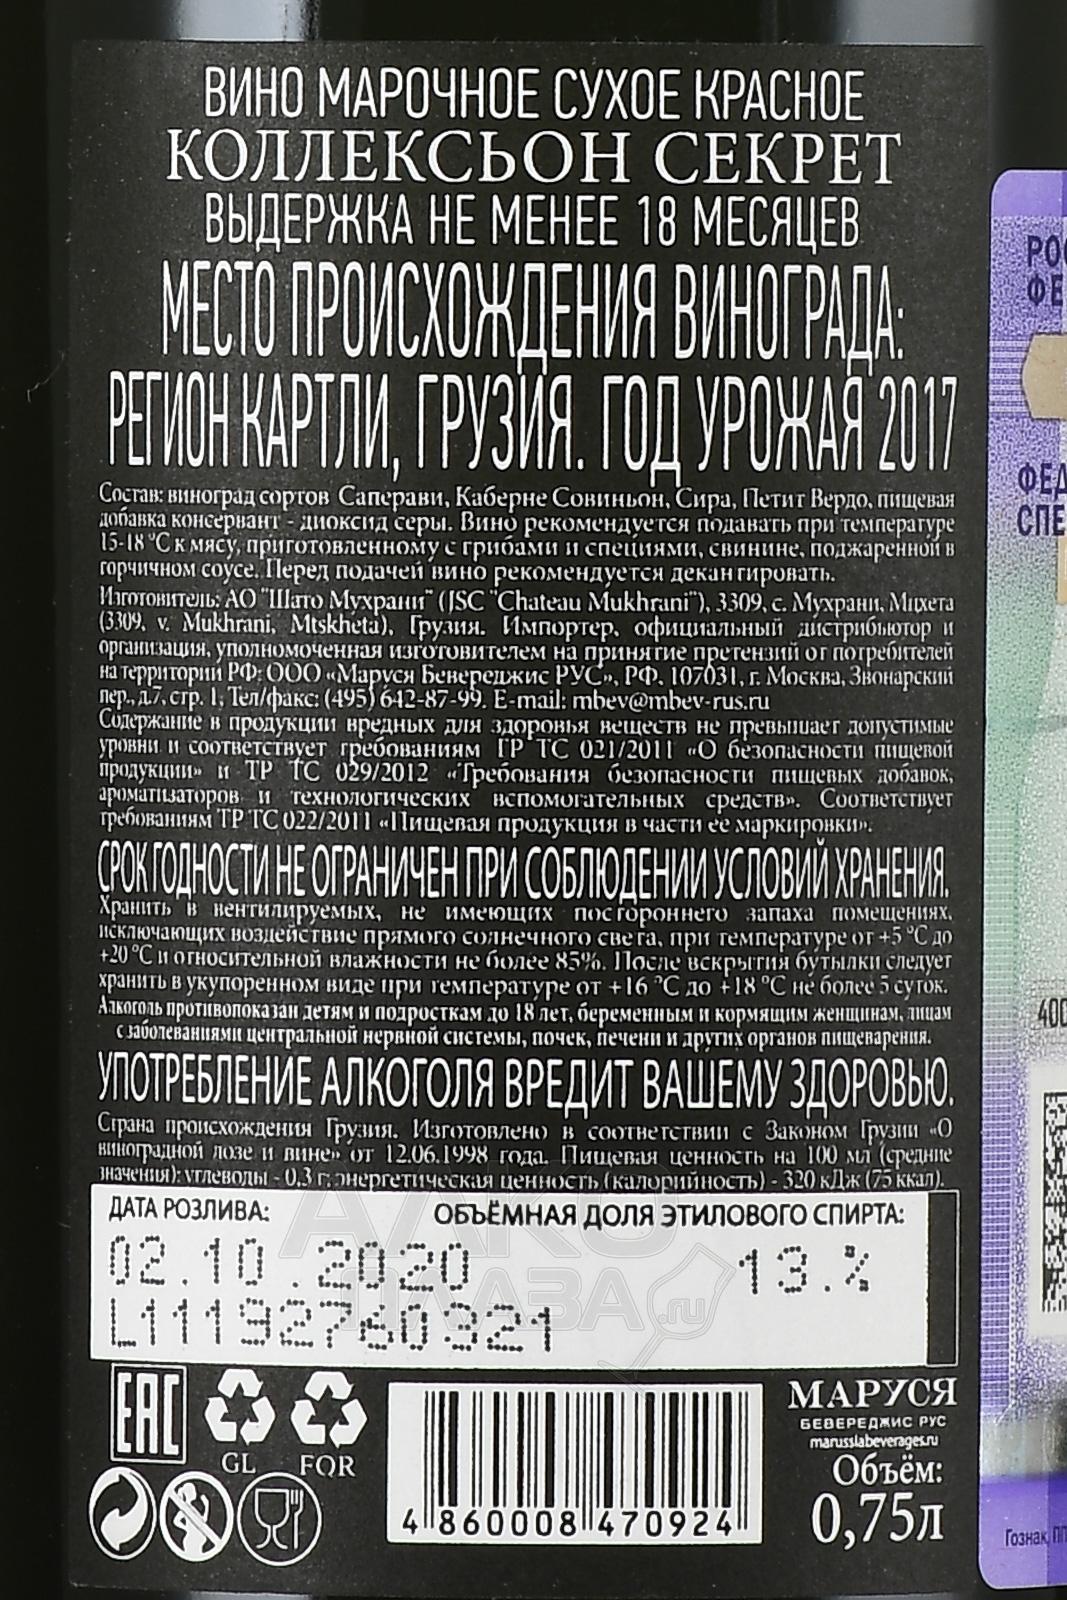 ВИНО МАРОЧНОЕ СУХОЕ КРАСНОЕ
КОЛЛЕКСЬОН СЕКРЕТ
ВЫДЕРЖКА НЕ МЕНЕЕ 18 МЕСЯЦЕВ
МЕСТО ПРОИСХОЖДЕНИЯ ВИНОГРАДА:
РЕГИОН КАРТЛИ, ГРУЗИЯ. ГОД УРОЖАЯ 2017
Состав: виноград сортов Саперави, Каберне Совиньон, Сира, Петит Вердо, пищевая
добавка консервант - диоксид серы. Вино рекомендуется подавать при температуре
15-18 °С к мясу, приготовленному с грибами и специями, свинине, поджаренной в
горчичном соусе. Перед подачей вино рекомендуется декантировать.
Изготовитель: АО "Шато Мухрани" (JSC "Chateau Mukhrani"), 3309, с. Мухрани, Мцхета
(3309, v. Mukhrani, Mtskheta), Грузия. Импортер, официальный дистрибьютор и
организация, уполномоченная изготовителем на принятие претензий от потребителей
на территории РФ: ООО «Маруся Бевереджис РУС», РФ, 107031, г. Москва, Звонарский
пер., д.7, стр. 1, Тел/факс: (495) 642-87-99. E-mail: mbev@mbev-rus.ru
Содержание в продукции вредных для здоровья веществ не превышает допустимые
уровни и соответствует требованиям ТР ТС 021/2011 «О безопасности пищевой
продукции» и ТР ТС 029/2012 «Требования безопасности пищевых добавок,
ароматизаторов и технологических вспомогательных средств». Соответствует
требованиям ТР ТС 022/2011 «Пищевая продукция в части ее маркировки».
СРОК ГОДНОСТИ НЕ ОГРАНИЧЕН ПРИ СОБЛЮДЕНИИ УСЛОВИЙ ХРАНЕНИЯ.
Хранить в вентилируемых, не имеющих постороннего запаха помещениях,
исключающих воздействие прямого солнечного света, при температуре от +5 °С до
+20 °С и относительной влажности не более 85%. После вскрытия бутылки следует
хранить в укупоренном виде при температуре от +16 °С до +18 °С не более 5 суток.
Алкоголь противопоказан детям и подросткам до 18 лет, беременным и кормящим женщинам, лицам
с заболеваниями центральной нервной системы, почек, печени и других органов пищеварения.
УПОТРЕБЛЕНИЕ АЛКОГОЛЯ ВРЕДИТ ВАШЕМУ ЗДОРОВЬЮ.
Страна происхождения Грузия. Изготовлено в соответствии с Законом Грузии «О
виноградной лозе и вине» от 12.06.1998 года. Пищевая ценность на 100 мл (средние
значения): углеводы - 0,3 г; энергетическая ценность (калорийность) - 320 кДж (75 ккал).
ДАТА РОЗЛИВА: ОБЪЁМНАЯ ДОЛЯ ЭТИЛОВОГО СПИРТА:
02.10.2020 13.%
L11192760921
АЛКО
ПЛАЗА.ru
EAC
GL FOR
4 860008 470924
МАРУСЯ
БЕВЕРЕДЖИС РУС
marussiabeverages.ru
Объём:
0,75л
РОС
ФЕ
ФЕД
СПЕ
400
Гознак,